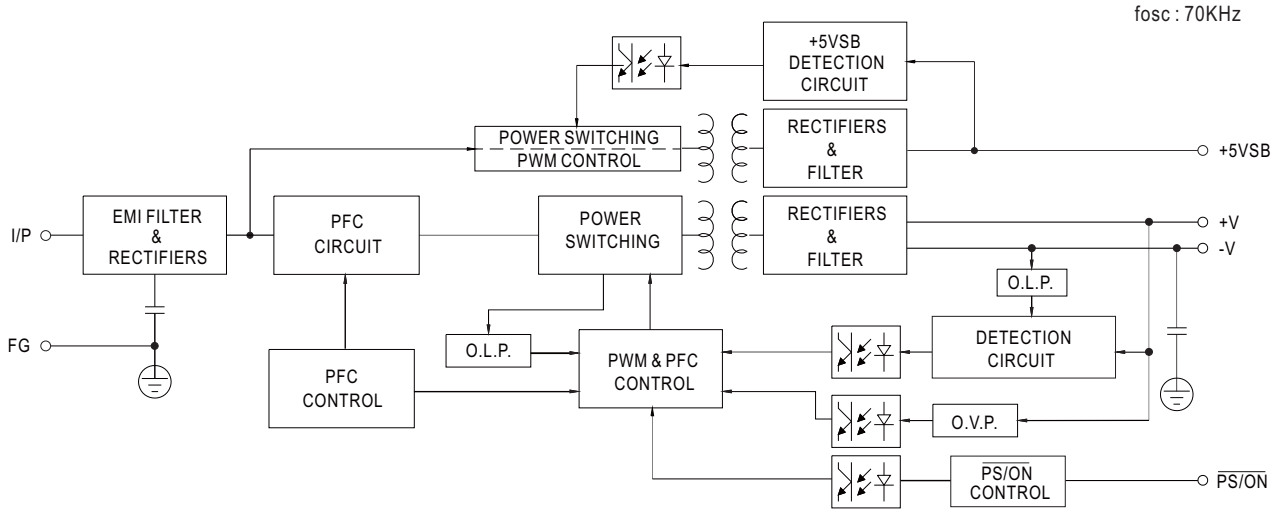 fosc : 70KHz
+5VSB
DETECTION
CIRCUIT
POWER SWITCHING
PWM CONTROL
RECTIFIERS
&
FILTER
+5VSB
I/P
EMI FILTER
&
RECTIFIERS
PFC
CIRCUIT
POWER
SWITCHING
RECTIFIERS
&
FILTER
+V
-V
O.L.P.
FG
O.L.P.
DETECTION
CIRCUIT
PFC
CONTROL
PWM & PFC
CONTROL
O.V.P.
PS/ON
CONTROL
PS/ON